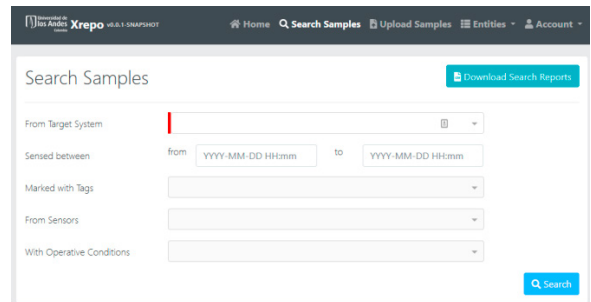 Universidad de
los Andes
Colombia
Xrepo v0.0.1-SNAPSHOT
Home Search Samples Upload Samples Entities Account
Search Samples
Download Search Reports
From Target System
Sensed between from YYYY-MM-DD HH:mm to YYYY-MM-DD HH:mm
Marked with Tags
From Sensors
With Operative Conditions
Search